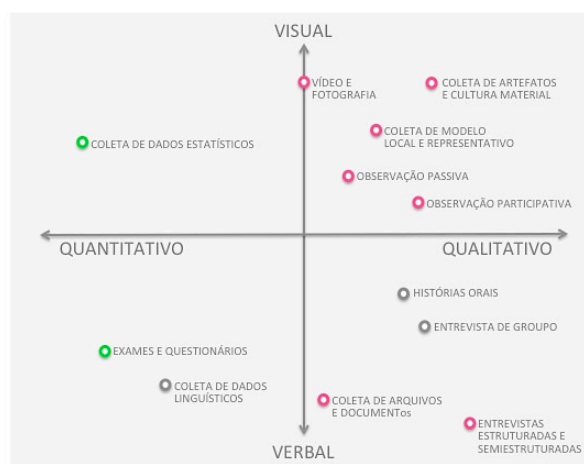 VISUAL
VÍDEO E
FOTOGRAFIA
COLETA DE ARTEFATOS
E CULTURA MATERIAL
COLETA DE DADOS ESTATÍSTICOS
COLETA DE MODELO
LOCAL E REPRESENTATIVO
OBSERVAÇÃO PASSIVA
OBSERVAÇÃO PARTICIPATIVA
QUANTITATIVO
QUALITATIVO
HISTÓRIAS ORAIS
ENTREVISTA DE GROUPO
EXAMES E QUESTIONÁRIOS
COLETA DE DADOS
LINGUÍSTICOS
COLETA DE ARQUIVOS
E DOCUMENTos
ENTREVISTAS
ESTRUTURADAS E
SEMIESTRUTURADAS
VERBAL